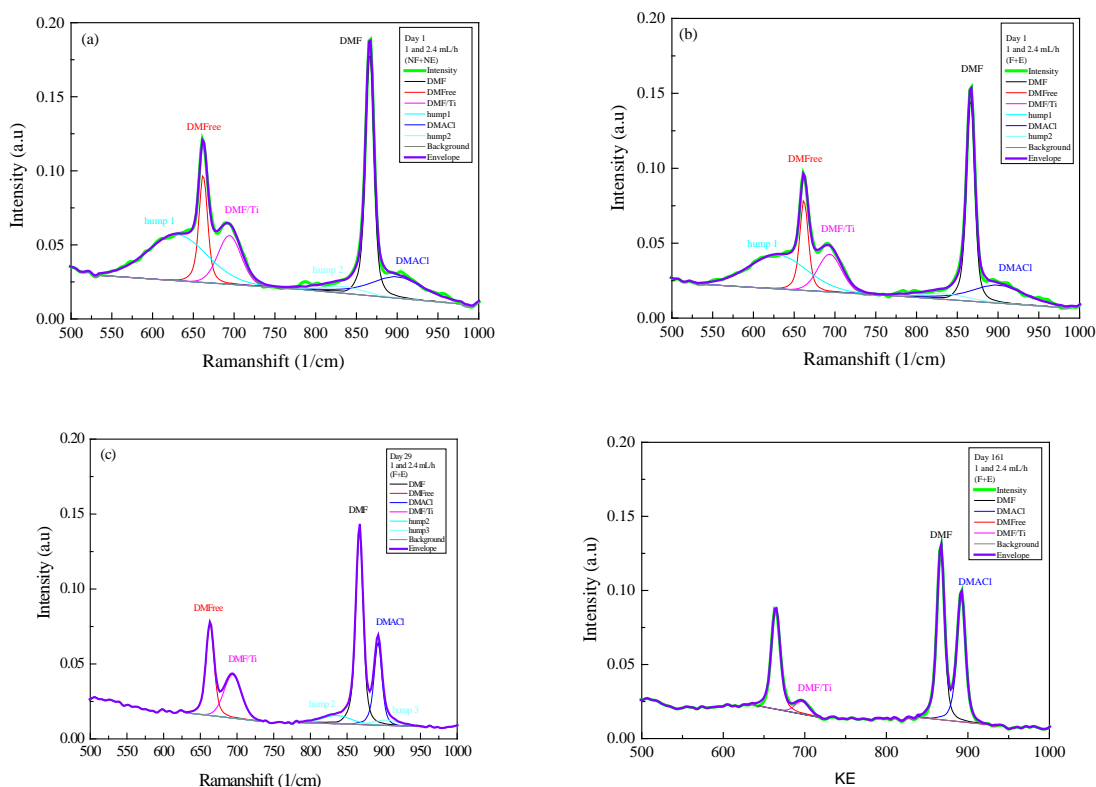 (a)
Day 1
1 and 2.4 mL/h
(NF+NE)
Intensity
DMF
DMFree
DMF/Ti
hump1
DMACl
hump2
Background
Envelope
DMF
DMFree
DMF/Ti
hump 1
hump 2
DMACl
0.20
0.15
0.10
0.05
0.00
Intensity (a.u)
500 550 600 650 700 750 800 850 900 950 1000
Ramanshift (1/cm)
(b)
Day 1
1 and 2.4 mL/h
(F+E)
Intensity
DMF
DMFree
DMF/Ti
hump1
DMACl
hump2
Background
Envelope
DMF
DMFree
DMF/Ti
hump 1
DMACl
0.20
0.15
0.10
0.05
0.00
Intensity (a.u)
500 550 600 650 700 750 800 850 900 950 1000
Ramanshift (1/cm)
(c)
Day 29
1 and 2.4 mL/h
(F+E)
DMF
DMFree
DMACl
DMF/Ti
hump2
hump3
Background
Envelope
DMF
DMFree
DMACl
DMF/Ti
hump 2
hump 3
0.20
0.15
0.10
0.05
0.00
Intensity (a.u)
500 550 600 650 700 750 800 850 900 950 1000
Ramanshift (1/cm)
Day 161
1 and 2.4 mL/h
(F+E)
Intensity
DMF
DMACl
DMFree
DMF/Ti
Background
Envelope
DMF
DMACl
DMF/Ti
0.20
0.15
0.10
0.05
0.00
Intensity (a.u)
500 600 700 800 900 1000
KE